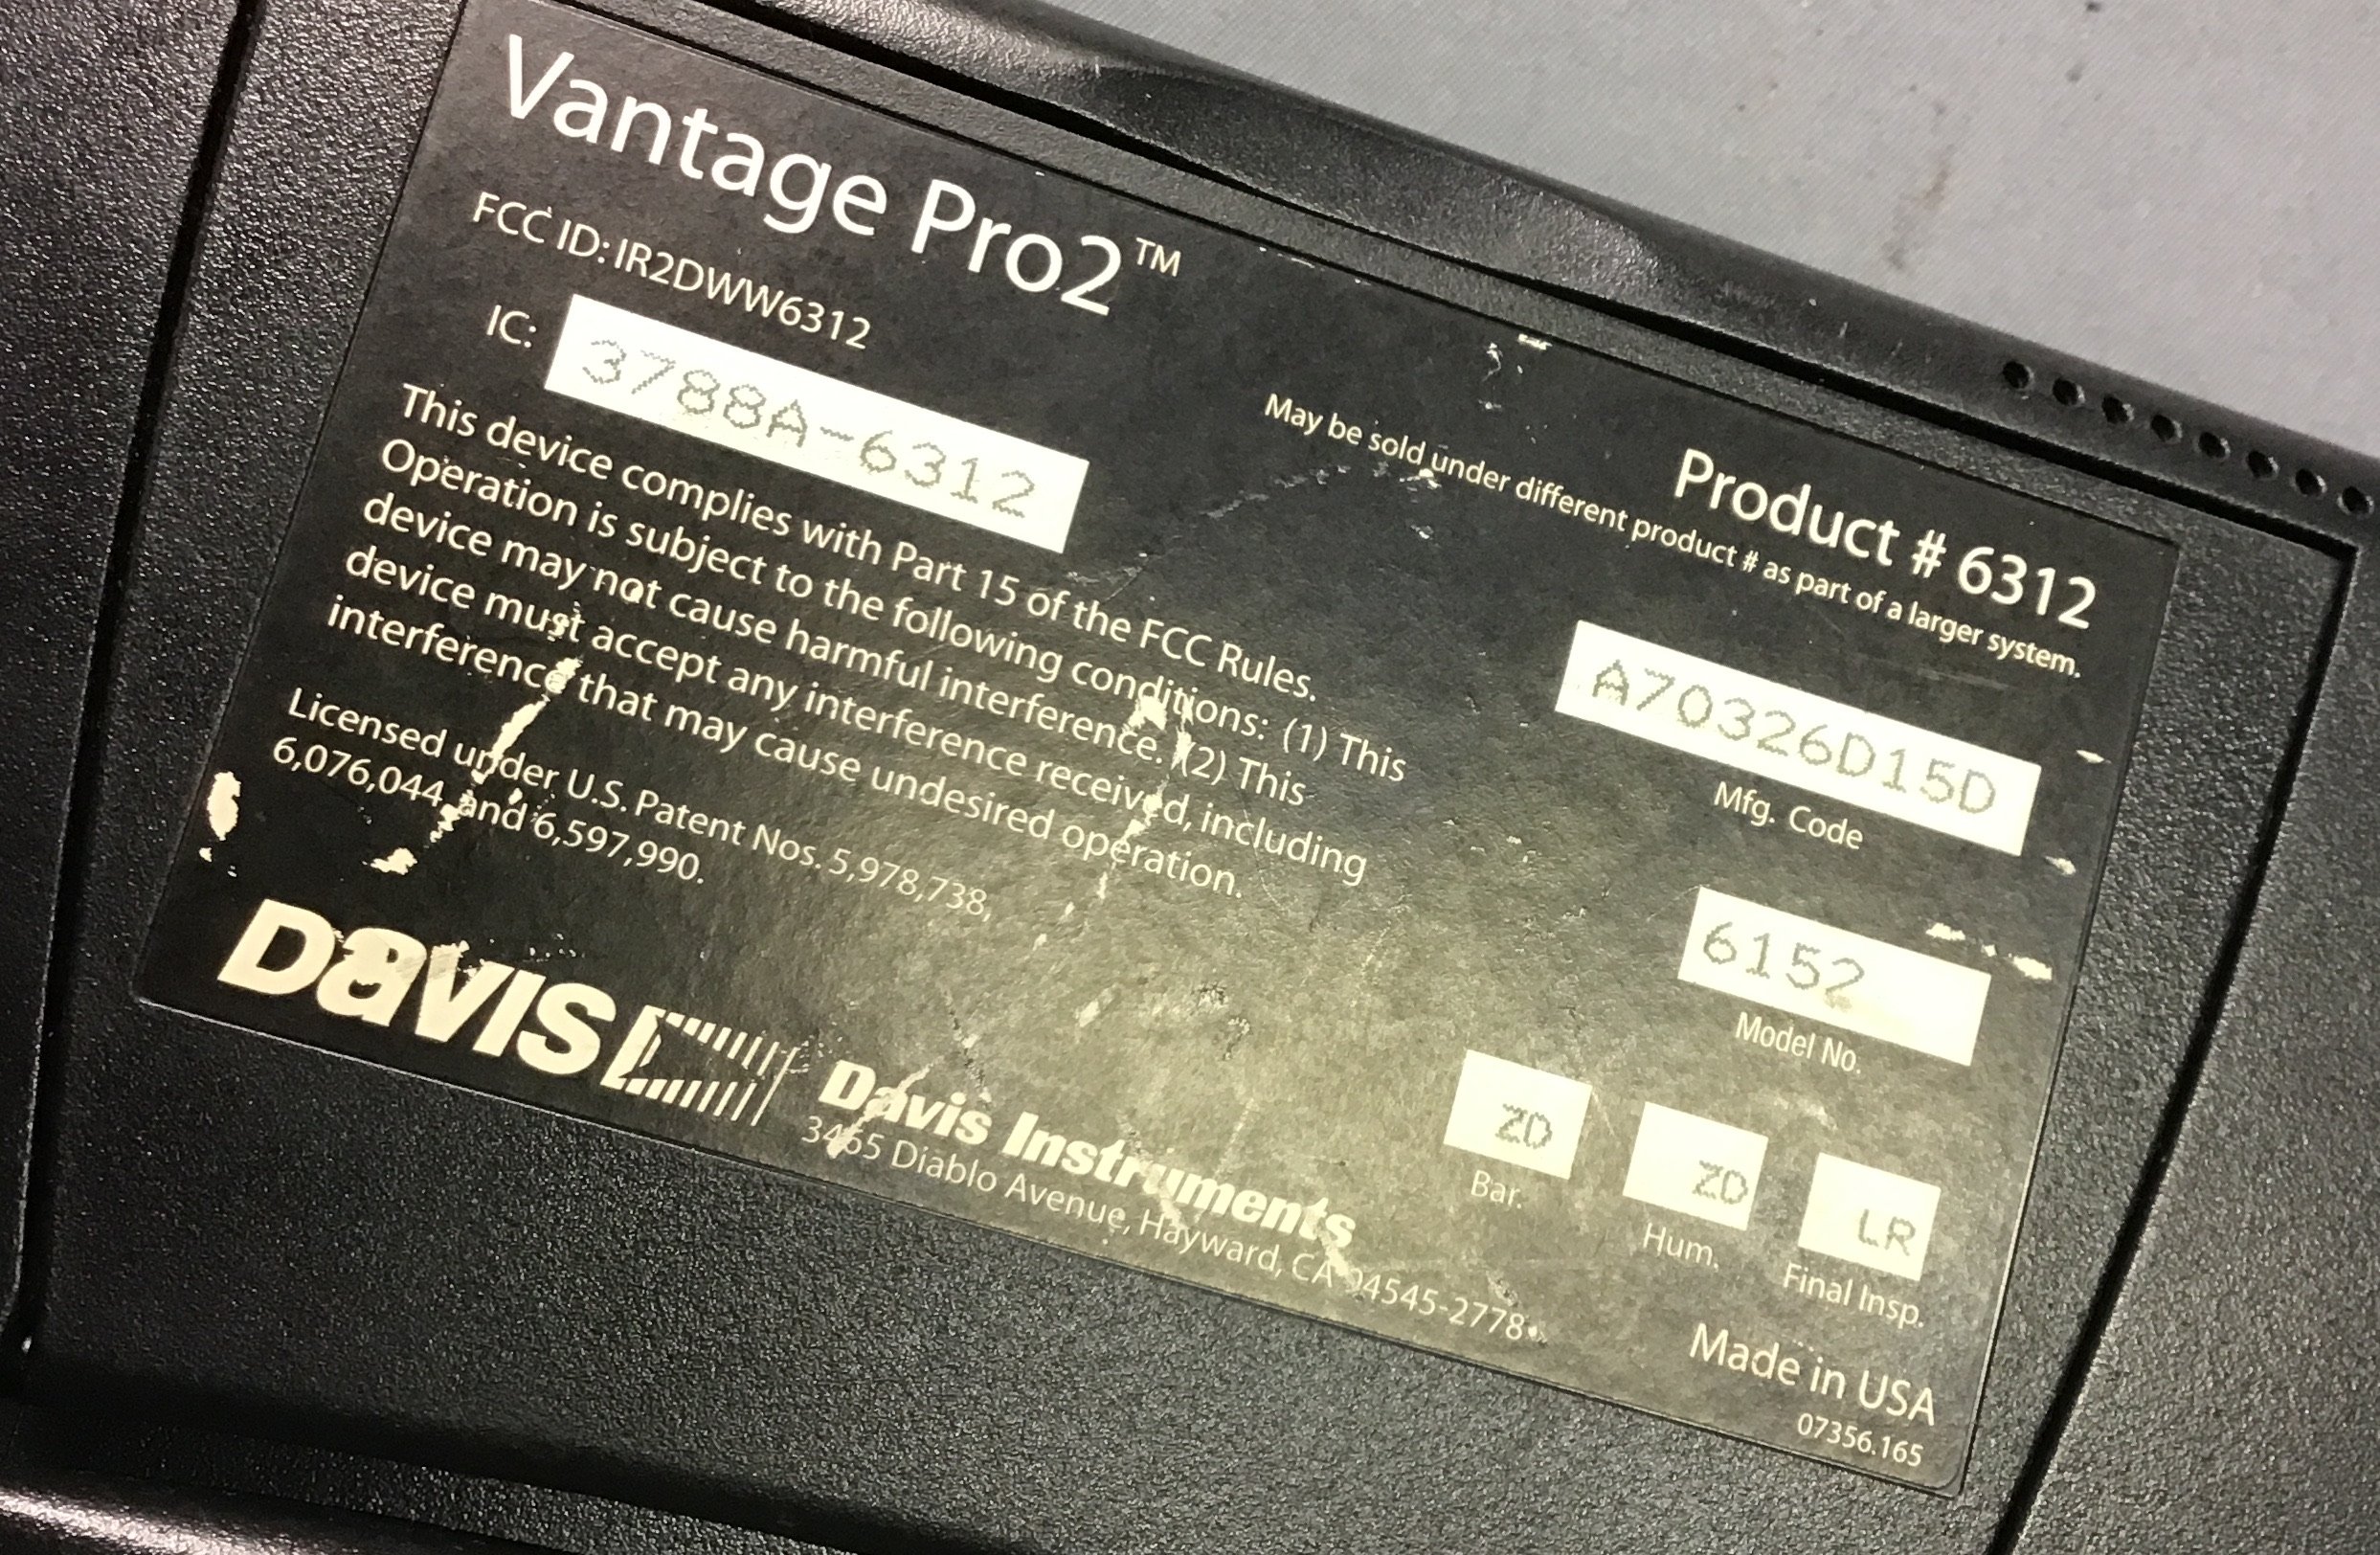 Vantage Pro2™
FCC ID: IR2DWW6312
IC: 3788A-6312
This device complies with Part 15 of the FCC Rules.
Operation is subject to the following conditions: (1) This
device may not cause harmful interference. (2) This
device must accept any interference received, including
interference that may cause undesired operation.
Licensed under U.S. Patent Nos. 5,978,738,
6,076,044, and 6,597,990.
DAVIS
Davis Instruments
3465 Diablo Avenue, Hayward, CA 94545-2778
Product # 6312
May be sold under different product # as part of a larger system.
A70326D15D
Mfg. Code
6152
Model No.
ZD
Bar.
ZD
Hum.
LR
Final Insp.
Made in USA
07356.165